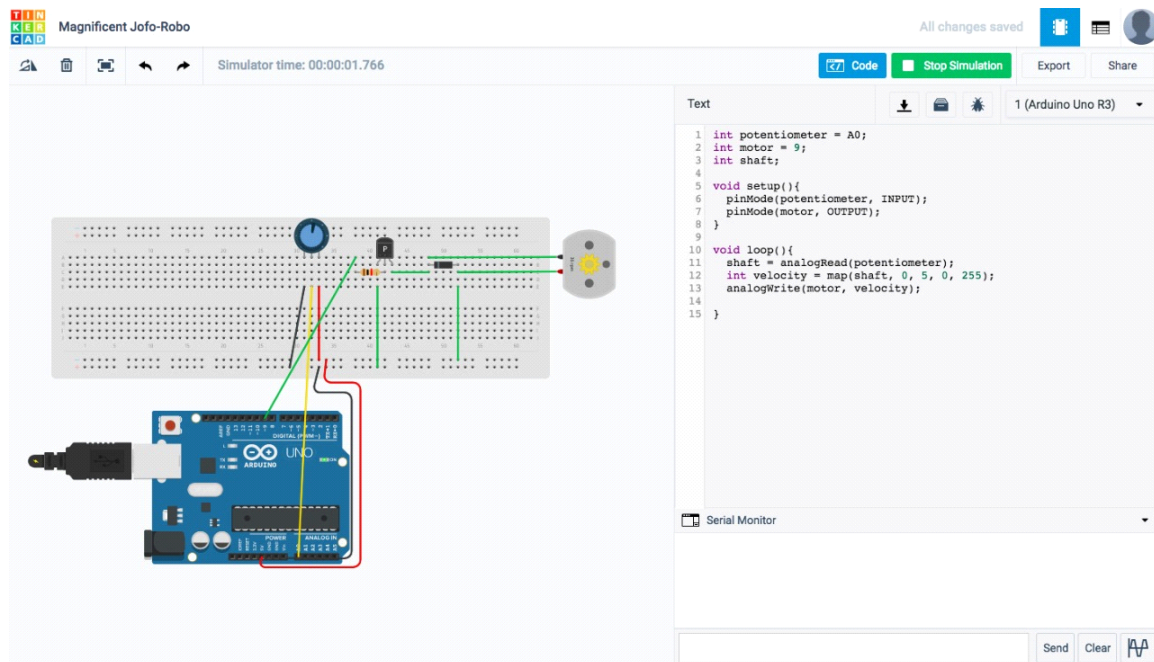 TIN
KER
CAD
Magnificent Jofo-Robo
All changes saved
Simulator time: 00:00:01.766
Code
Stop Simulation
Export
Share
Text
1 (Arduino Uno R3)
1 int potentiometer = A0;
2 int motor = 9;
3 int shaft;
4
5 void setup(){
6 pinMode(potentiometer, INPUT);
7 pinMode(motor, OUTPUT);
8 }
9
10 void loop(){
11 shaft = analogRead(potentiometer);
12 int velocity = map(shaft, 0, 5, 0, 255);
13 analogWrite(motor, velocity);
14
15 }
P
DIGITAL (PWM~)
UNO
ARDUINO
POWER
ANALOG IN
Serial Monitor
Send
Clear